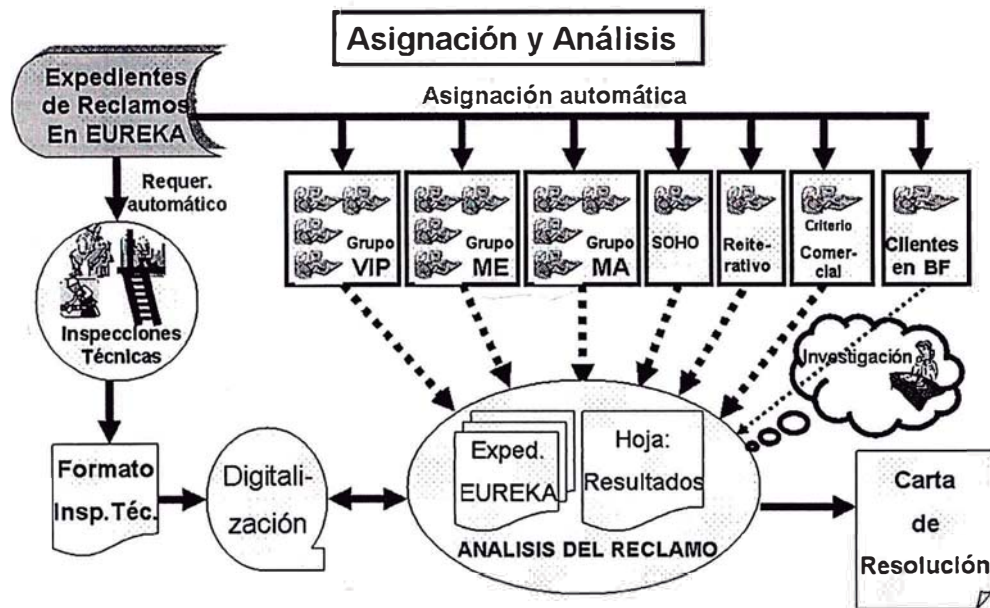 Asignación y Análisis
Expedientes
de Reclamos
En EUREKA
Asignación automática
Requer.
automático
Grupo
VIP
Grupo
ME
Grupo
MA
SOHO
Reite-
rativo
Criterio
Comer-
cial
Clientes
en BF
Inspecciones
Técnicas
Investigación
Formato
Insp.Téc.
Digitali-
zación
Exped.
EUREKA
Hoja:
Resultados
ANALISIS DEL RECLAMO
Carta
de
Resolución